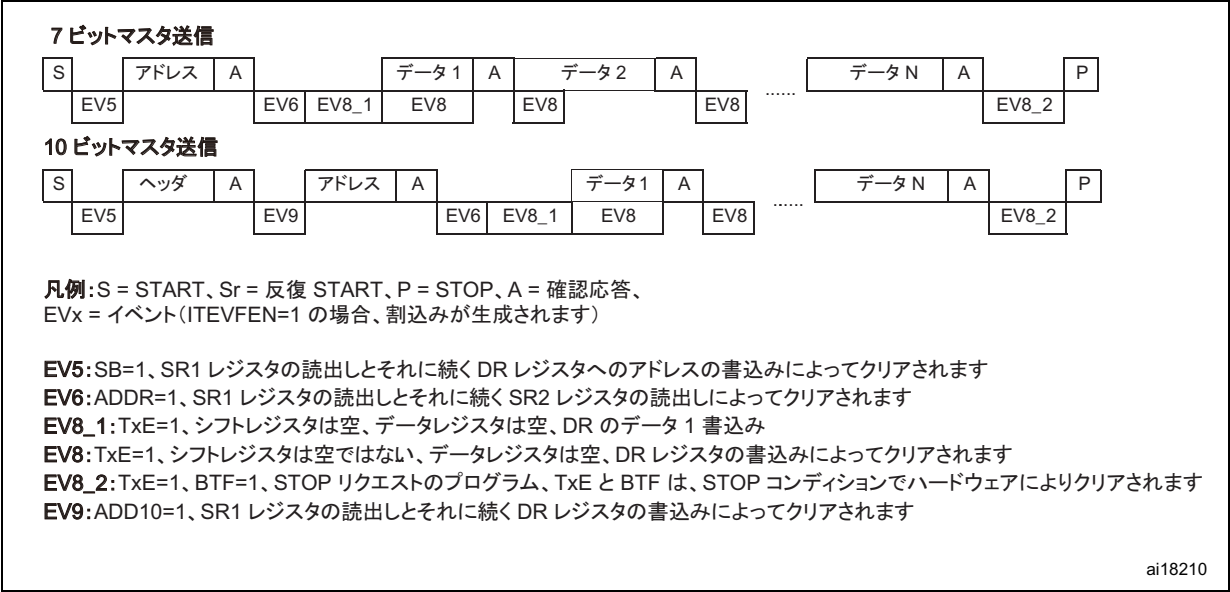 7 ビットマスタ送信
S アドレス A データ 1 A データ 2 A ...... データ N A P
EV5 EV6 EV8_1 EV8 EV8 EV8 EV8_2
10 ビットマスタ送信
S ヘッダ A アドレス A データ1 A ...... データ N A P
EV5 EV9 EV6 EV8_1 EV8 EV8 EV8_2
凡例:S = START、Sr = 反復 START、P = STOP、A = 確認応答、
EVx = イベント(ITEVFEN=1 の場合、割込みが生成されます)
EV5:SB=1、SR1 レジスタの読出しとそれに続く DR レジスタへのアドレスの書込みによってクリアされます
EV6:ADDR=1、SR1 レジスタの読出しとそれに続く SR2 レジスタの読出しによってクリアされます
EV8_1:TxE=1、シフトレジスタは空、データレジスタは空、DR のデータ 1 書込み
EV8:TxE=1、シフトレジスタは空ではない、データレジスタは空、DR レジスタの書込みによってクリアされます
EV8_2:TxE=1、BTF=1、STOP リクエストのプログラム、TxE と BTF は、STOP コンディションでハードウェアによりクリアされます
EV9:ADD10=1、SR1 レジスタの読出しとそれに続く DR レジスタの書込みによってクリアされます
ai18210